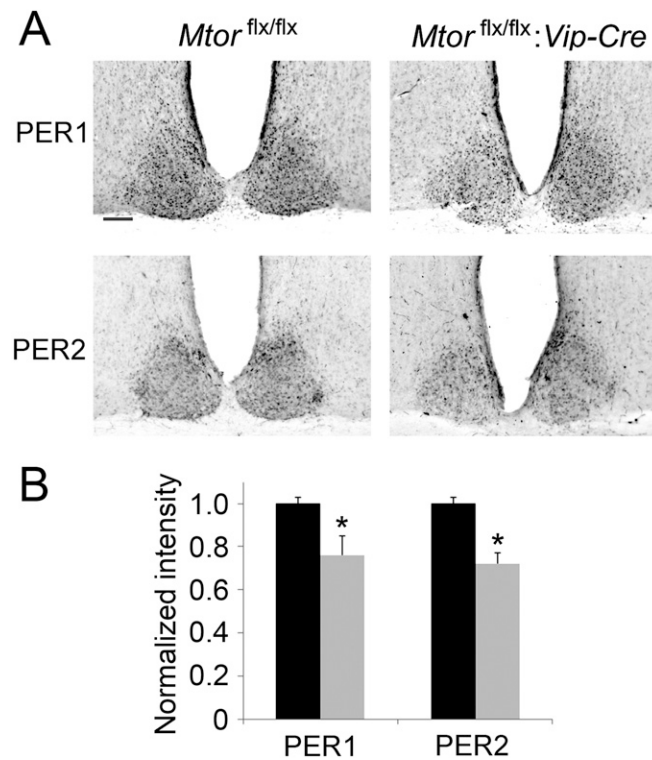 A
Mtor flx/flx
Mtor flx/flx:Vip-Cre
PER1
PER2
B
Normalized intensity
1.0
0.8
0.6
0.4
0.2
0
*
*
PER1
PER2